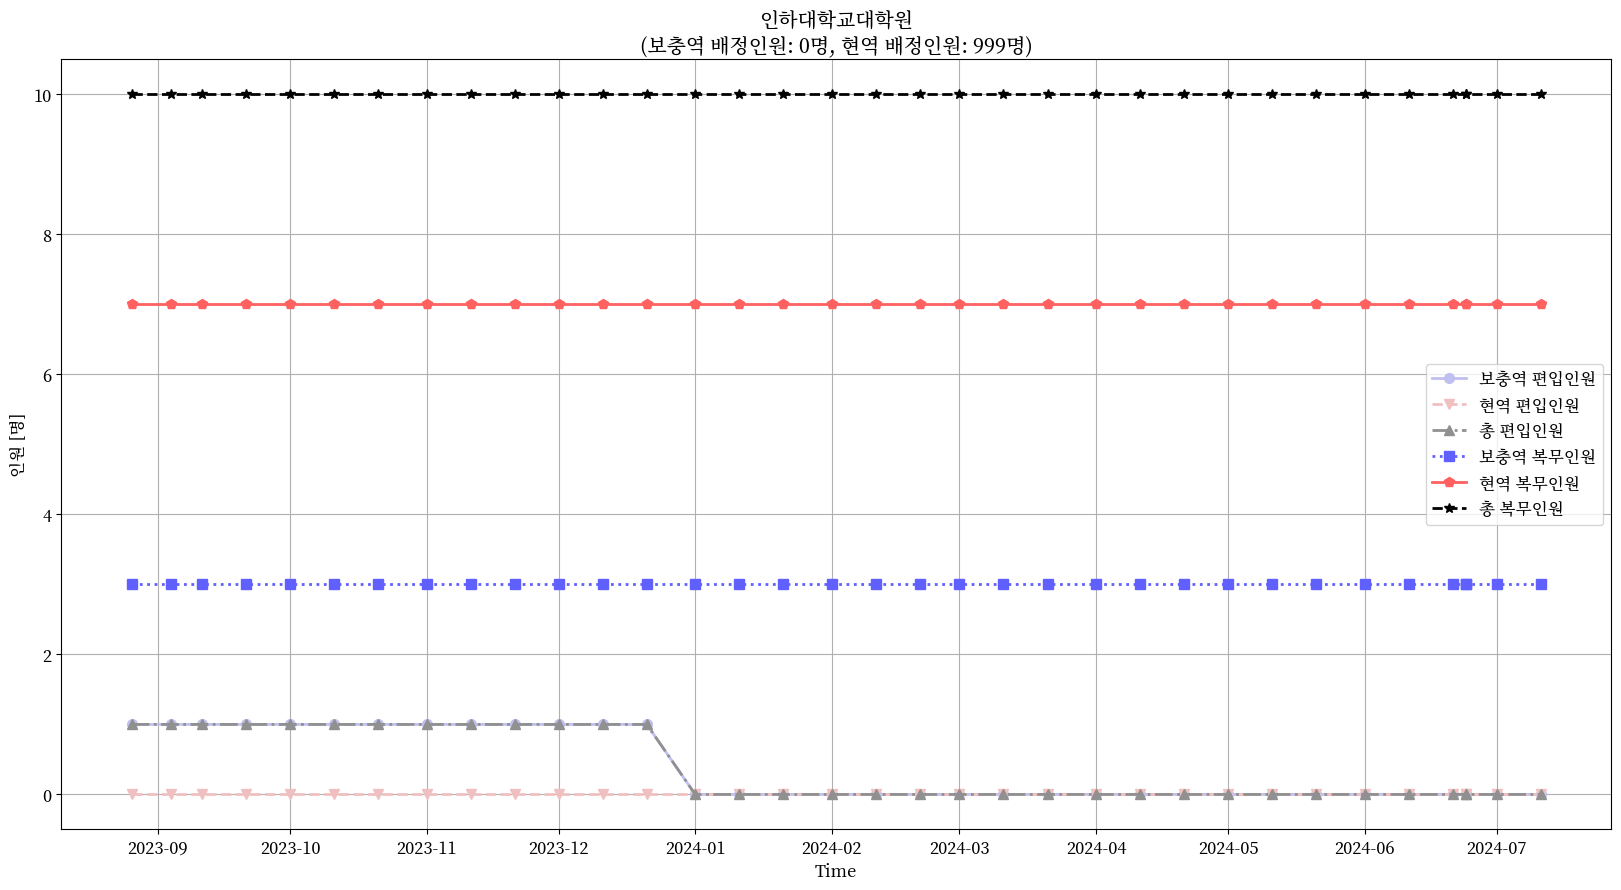 인하대학교대학원
(보충역 배정인원: 0명, 현역 배정인원: 999명)
인원 [명]
10
8
6
4
2
0
보충역 편입인원
현역 편입인원
총 편입인원
보충역 복무인원
현역 복무인원
총 복무인원
2023-09
2023-10
2023-11
2023-12
2024-01
2024-02
2024-03
2024-04
2024-05
2024-06
2024-07
Time